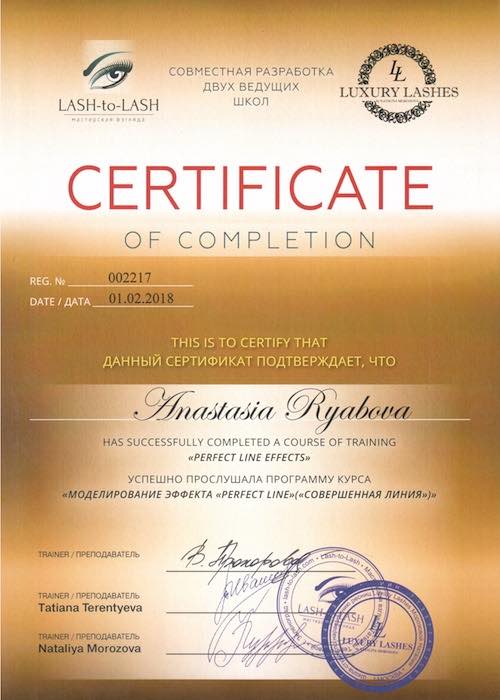 LASH-to-LASH
мастерская взгляда
СОВМЕСТНАЯ РАЗРАБОТКА
ДВУХ ВЕДУЩИХ
ШКОЛ
LL
LUXURY LASHES
CERTIFICATE
OF COMPLETION
REG. № 002217
DATE / ДАТА 01.02.2018
THIS IS TO CERTIFY THAT
ДАННЫЙ СЕРТИФИКАТ ПОДТВЕРЖДАЕТ, ЧТО
Anastasia Ryabova
HAS SUCCESSFULLY COMPLETED A COURSE OF TRAINING
«PERFECT LINE EFFECTS»
УСПЕШНО ПРОСЛУШАЛА ПРОГРАММУ КУРСА
«МОДЕЛИРОВАНИЕ ЭФФЕКТА «PERFECT LINE»(«СОВЕРШЕННАЯ ЛИНИЯ»)»
TRAINER / ПРЕПОДАВАТЕЛЬ
TRAINER / ПРЕПОДАВАТЕЛЬ
Tatiana Terentyeva
TRAINER / ПРЕПОДАВАТЕЛЬ
Nataliya Morozova
LASH-to-LASH
LL
LUXURY LASHES